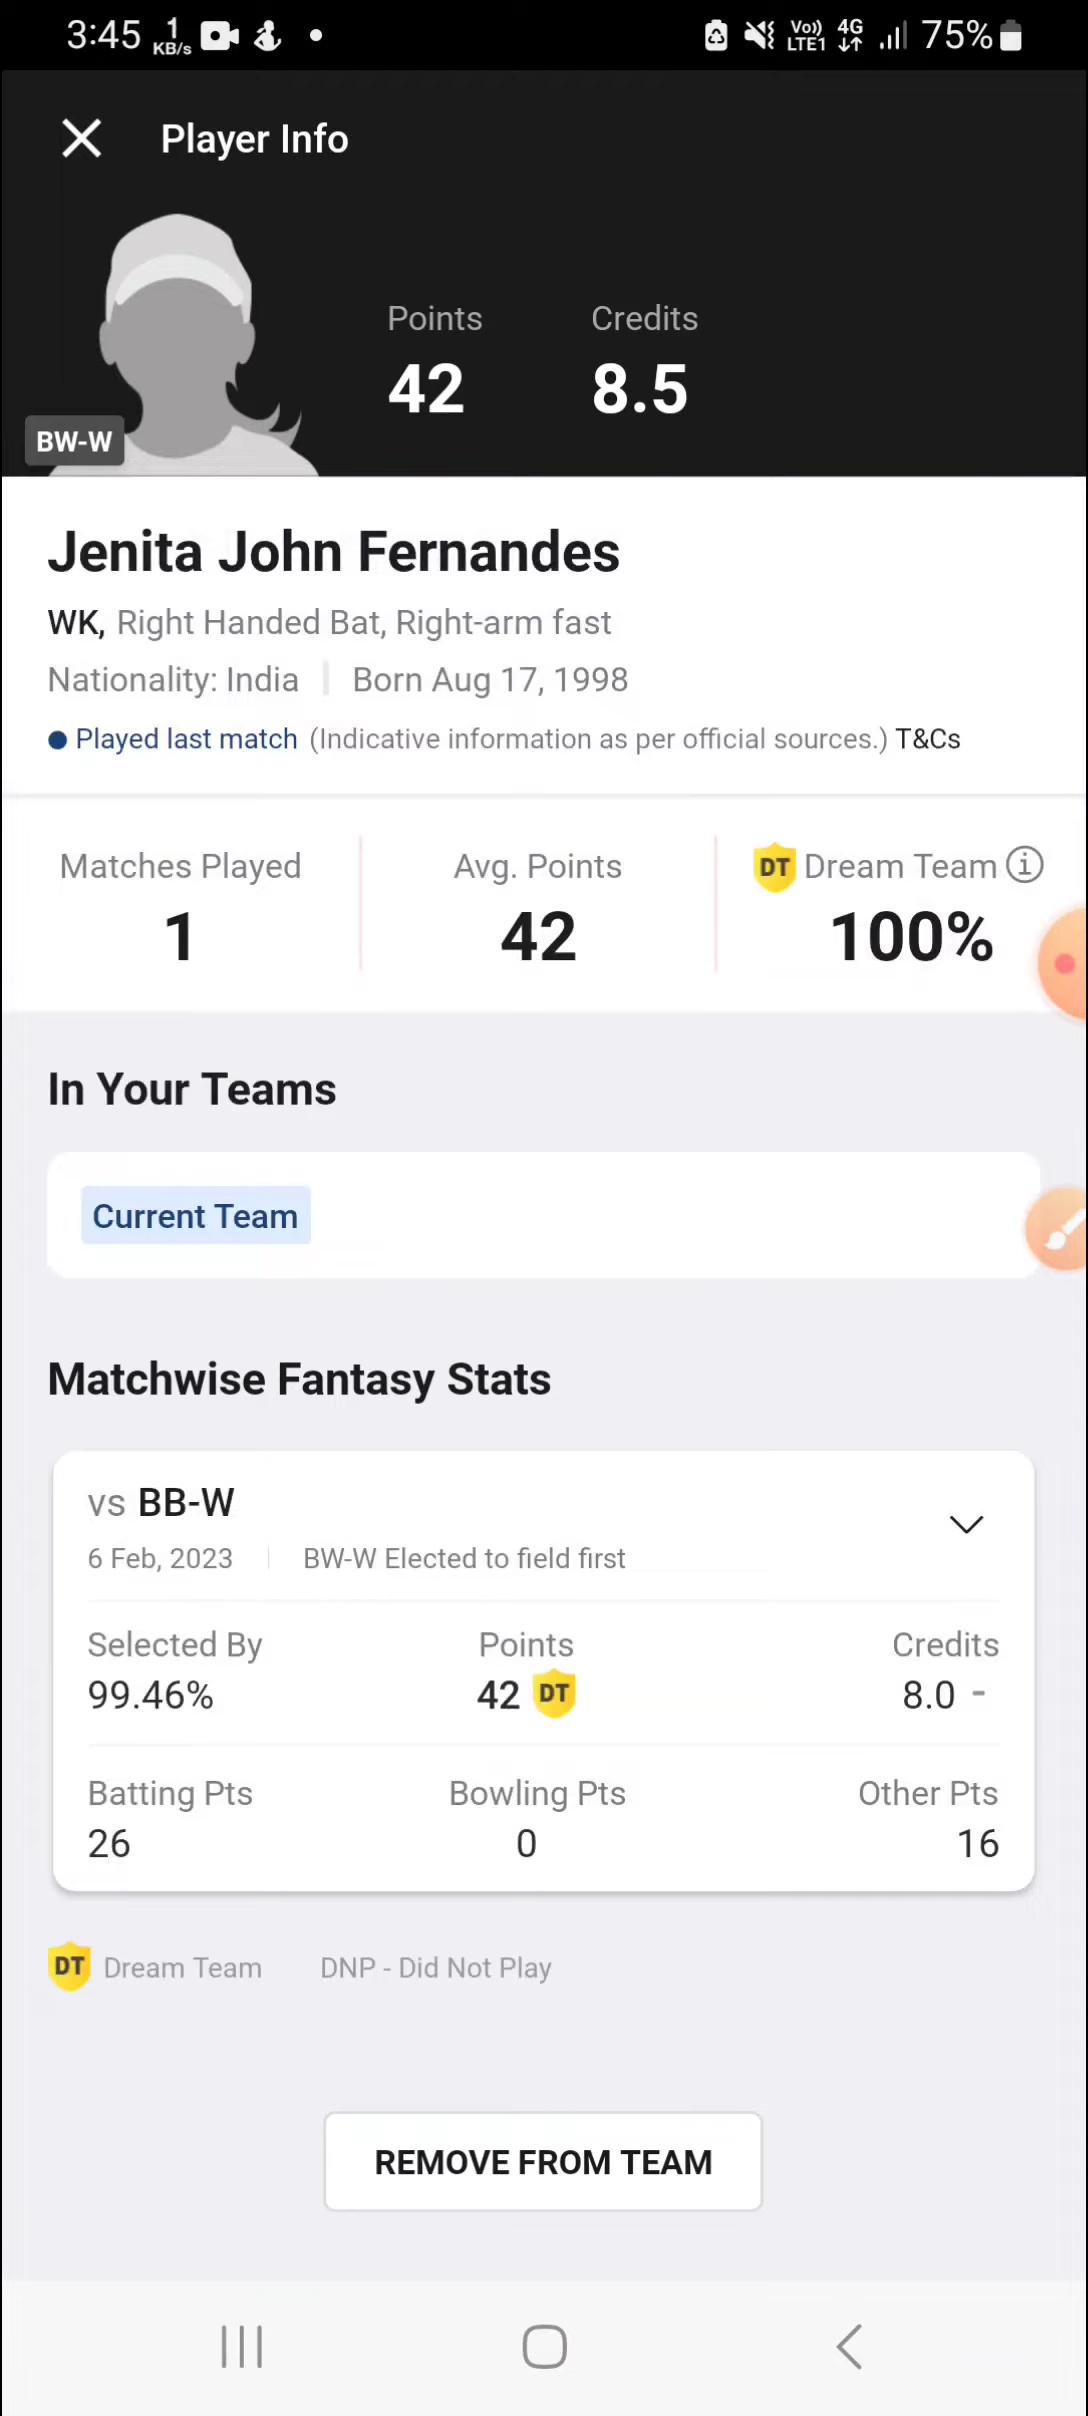 3:45 1 KB/s Vo)) LTE1 4G 75%
Player Info
Points Credits
42 8.5
BW-W
Jenita John Fernandes
WK, Right Handed Bat, Right-arm fast
Nationality: India Born Aug 17, 1998
Played last match (Indicative information as per official sources.) T&Cs
Matches Played Avg. Points DT Dream Team i
1 42 100%
In Your Teams
Current Team
Matchwise Fantasy Stats
vs BB-W
6 Feb, 2023 BW-W Elected to field first
Selected By Points Credits
99.46% 42 DT 8.0 -
Batting Pts Bowling Pts Other Pts
26 0 16
DT Dream Team DNP - Did Not Play
REMOVE FROM TEAM